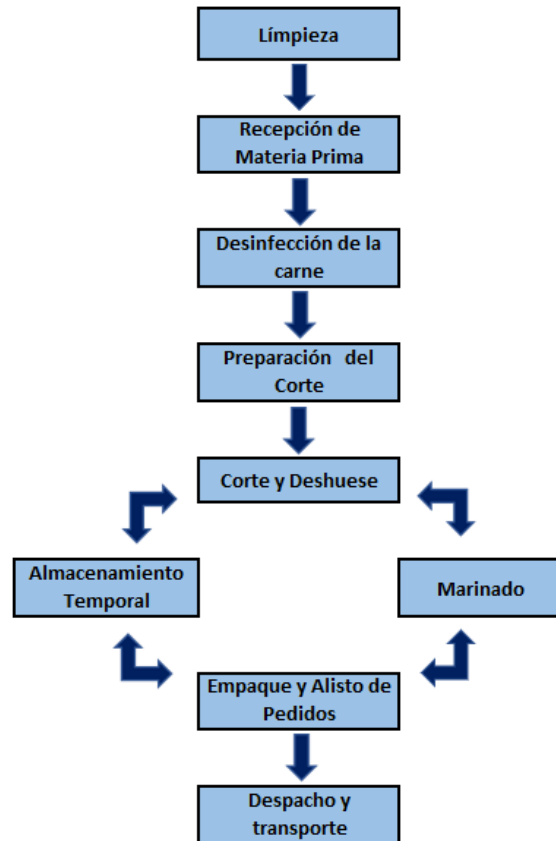 Límpieza
Recepción de
Materia Prima
Desinfección de la
carne
Preparación del
Corte
Corte y Deshuese
Almacenamiento
Temporal
Marinado
Empaque y Alisto de
Pedidos
Despacho y
transporte